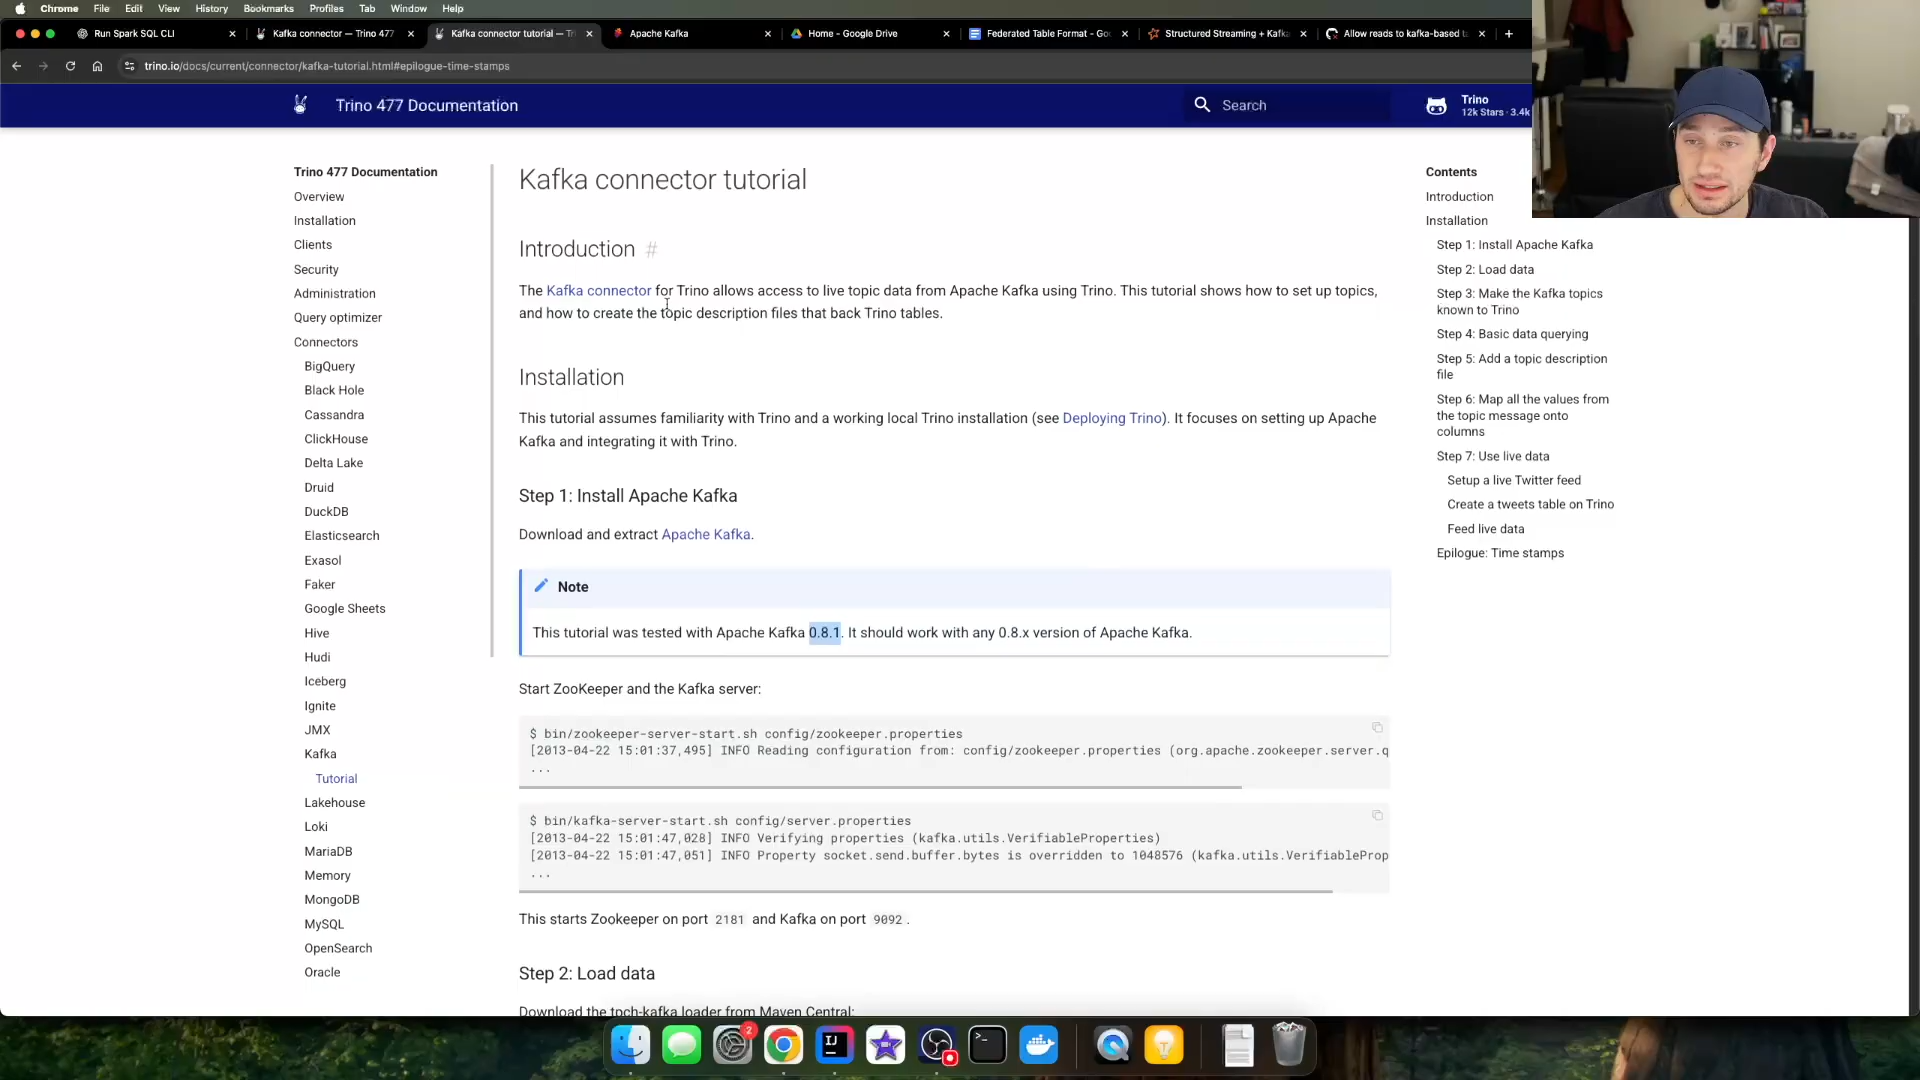 Chrome File Edit View History Bookmarks Profiles Tab Window Help
Run Spark SQL CLI
Kafka connector — Trino 477
Kafka connector tutorial — Tr
Apache Kafka
Home - Google Drive
Federated Table Format - Goo
Structured Streaming + Kafka
Allow reads to kafka-based t
trino.io/docs/current/connector/kafka-tutorial.html#epilogue-time-stamps
Trino 477 Documentation
Search
Trino
12k Stars · 3.4k
Trino 477 Documentation
Overview
Installation
Clients
Security
Administration
Query optimizer
Connectors
BigQuery
Black Hole
Cassandra
ClickHouse
Delta Lake
Druid
DuckDB
Elasticsearch
Exasol
Faker
Google Sheets
Hive
Hudi
Iceberg
Ignite
JMX
Kafka
Tutorial
Lakehouse
Loki
MariaDB
Memory
MongoDB
MySQL
OpenSearch
Oracle
Kafka connector tutorial
Introduction #
The Kafka connector for Trino allows access to live topic data from Apache Kafka using Trino. This tutorial shows how to set up topics,
and how to create the topic description files that back Trino tables.
Installation
This tutorial assumes familiarity with Trino and a working local Trino installation (see Deploying Trino). It focuses on setting up Apache
Kafka and integrating it with Trino.
Step 1: Install Apache Kafka
Download and extract Apache Kafka.
Note
This tutorial was tested with Apache Kafka 0.8.1. It should work with any 0.8.x version of Apache Kafka.
Start ZooKeeper and the Kafka server:
$ bin/zookeeper-server-start.sh config/zookeeper.properties
[2013-04-22 15:01:37,495] INFO Reading configuration from: config/zookeeper.properties (org.apache.zookeeper.server.q
...
$ bin/kafka-server-start.sh config/server.properties
[2013-04-22 15:01:47,028] INFO Verifying properties (kafka.utils.VerifiableProperties)
[2013-04-22 15:01:47,051] INFO Property socket.send.buffer.bytes is overridden to 1048576 (kafka.utils.VerifiableProp
...
This starts Zookeeper on port 2181 and Kafka on port 9092.
Step 2: Load data
Download the tpch-kafka loader from Maven Central:
Contents
Introduction
Installation
Step 1: Install Apache Kafka
Step 2: Load data
Step 3: Make the Kafka topics
known to Trino
Step 4: Basic data querying
Step 5: Add a topic description
file
Step 6: Map all the values from
the topic message onto
columns
Step 7: Use live data
Setup a live Twitter feed
Create a tweets table on Trino
Feed live data
Epilogue: Time stamps
2
IJ